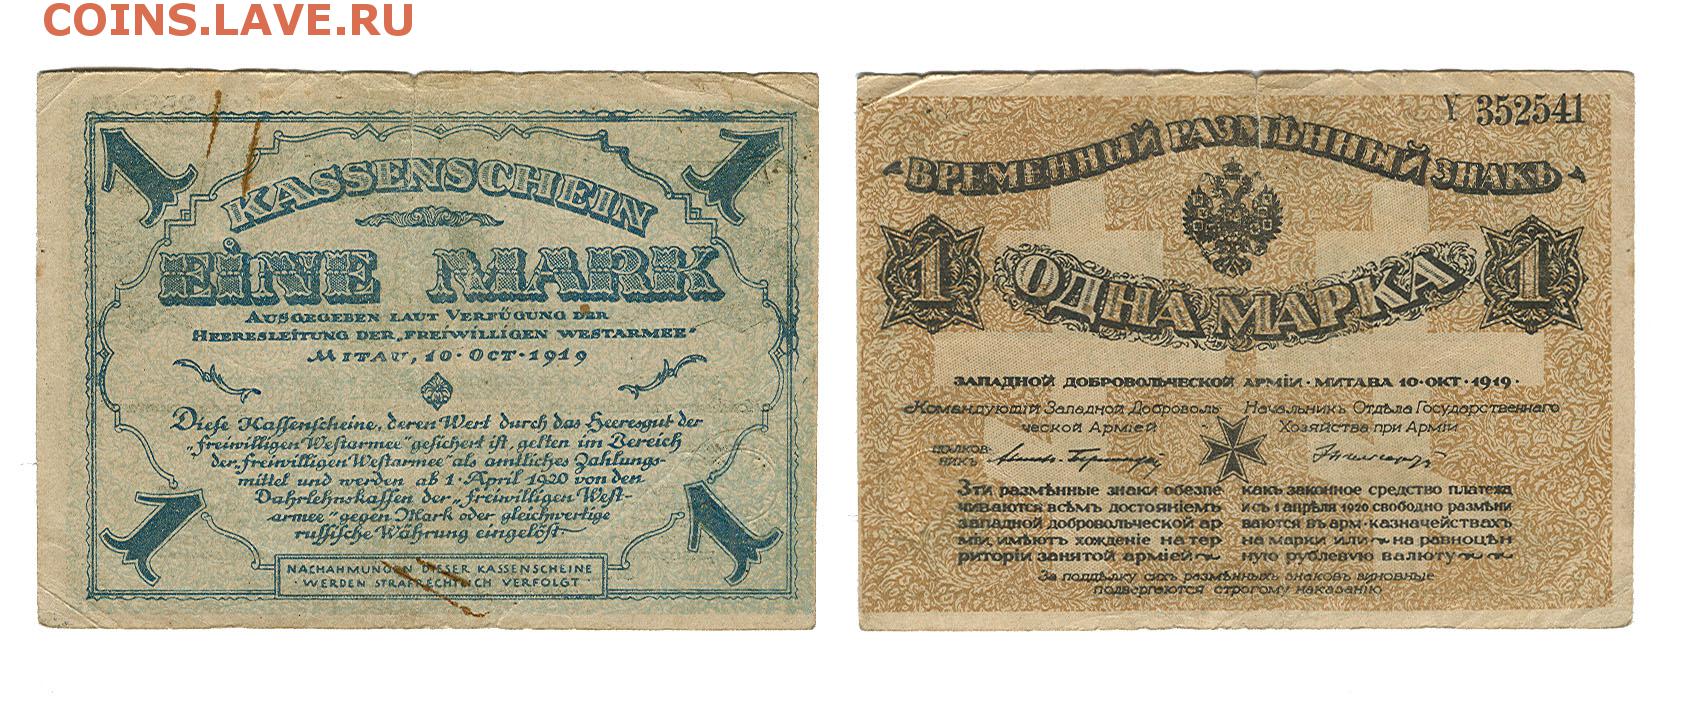 COINS.LAVE.RU
1 1
KASSENSCHEIN
EINE MARK
AUSGEGEBEN LAUT VERFÜGUNG DER
HEERESLEITUNG DER „FREIWILLIGEN WESTARMEE“
MITAU, 10 · OCT · 1919
Diese Kassenscheine, deren Wert durch das Heeresgut der
„freiwilligen Westarmee“ gesichert ist, gelten im Bereich
der „freiwilligen Westarmee“ als amtliches Zahlungs-
mittel und werden ab 1 · April 1920 von den
Dahrlehnskassen der „freiwilligen West-
armee“ gegen Mark oder gleichwertige
russische Währung eingelöst ·
1 1
NACHAHMUNGEN DIESER KASSENSCHEINE
· WERDEN STRAFRECHTLICH VERFOLGT ·
Y 352541
ВРЕМЕННЫЙ РАЗМѢННЫЙ ЗНАКЪ
1 1
ОДНА МАРКА
ЗАПАДНОЙ ДОБРОВОЛЬЧЕСКОЙ АРМІИ · МИТАВА 10 · ОКТ · 1919 ·
Командующій Западной Доброволь
ческой Арміей
Начальникъ Отдѣла Государственнаго
Хозяйства при Арміи
ПОЛКОВ-
НИКЪ
Эти размѣнные знаки обезпе
чиваются всѣмъ достояніем
западной добровольческой ар
міи, имѣютъ хожденіе на тер
риторіи занятой арміей
какъ законное средство платежа
и съ 1 апрѣля 1920 свободно размѣни
ваются въ арм · казначействахъ
на марки или на равноцѣн
ную рублевую валюту
За поддѣлку сихъ размѣнныхъ знаковъ виновные
подвергаются строгому наказанію